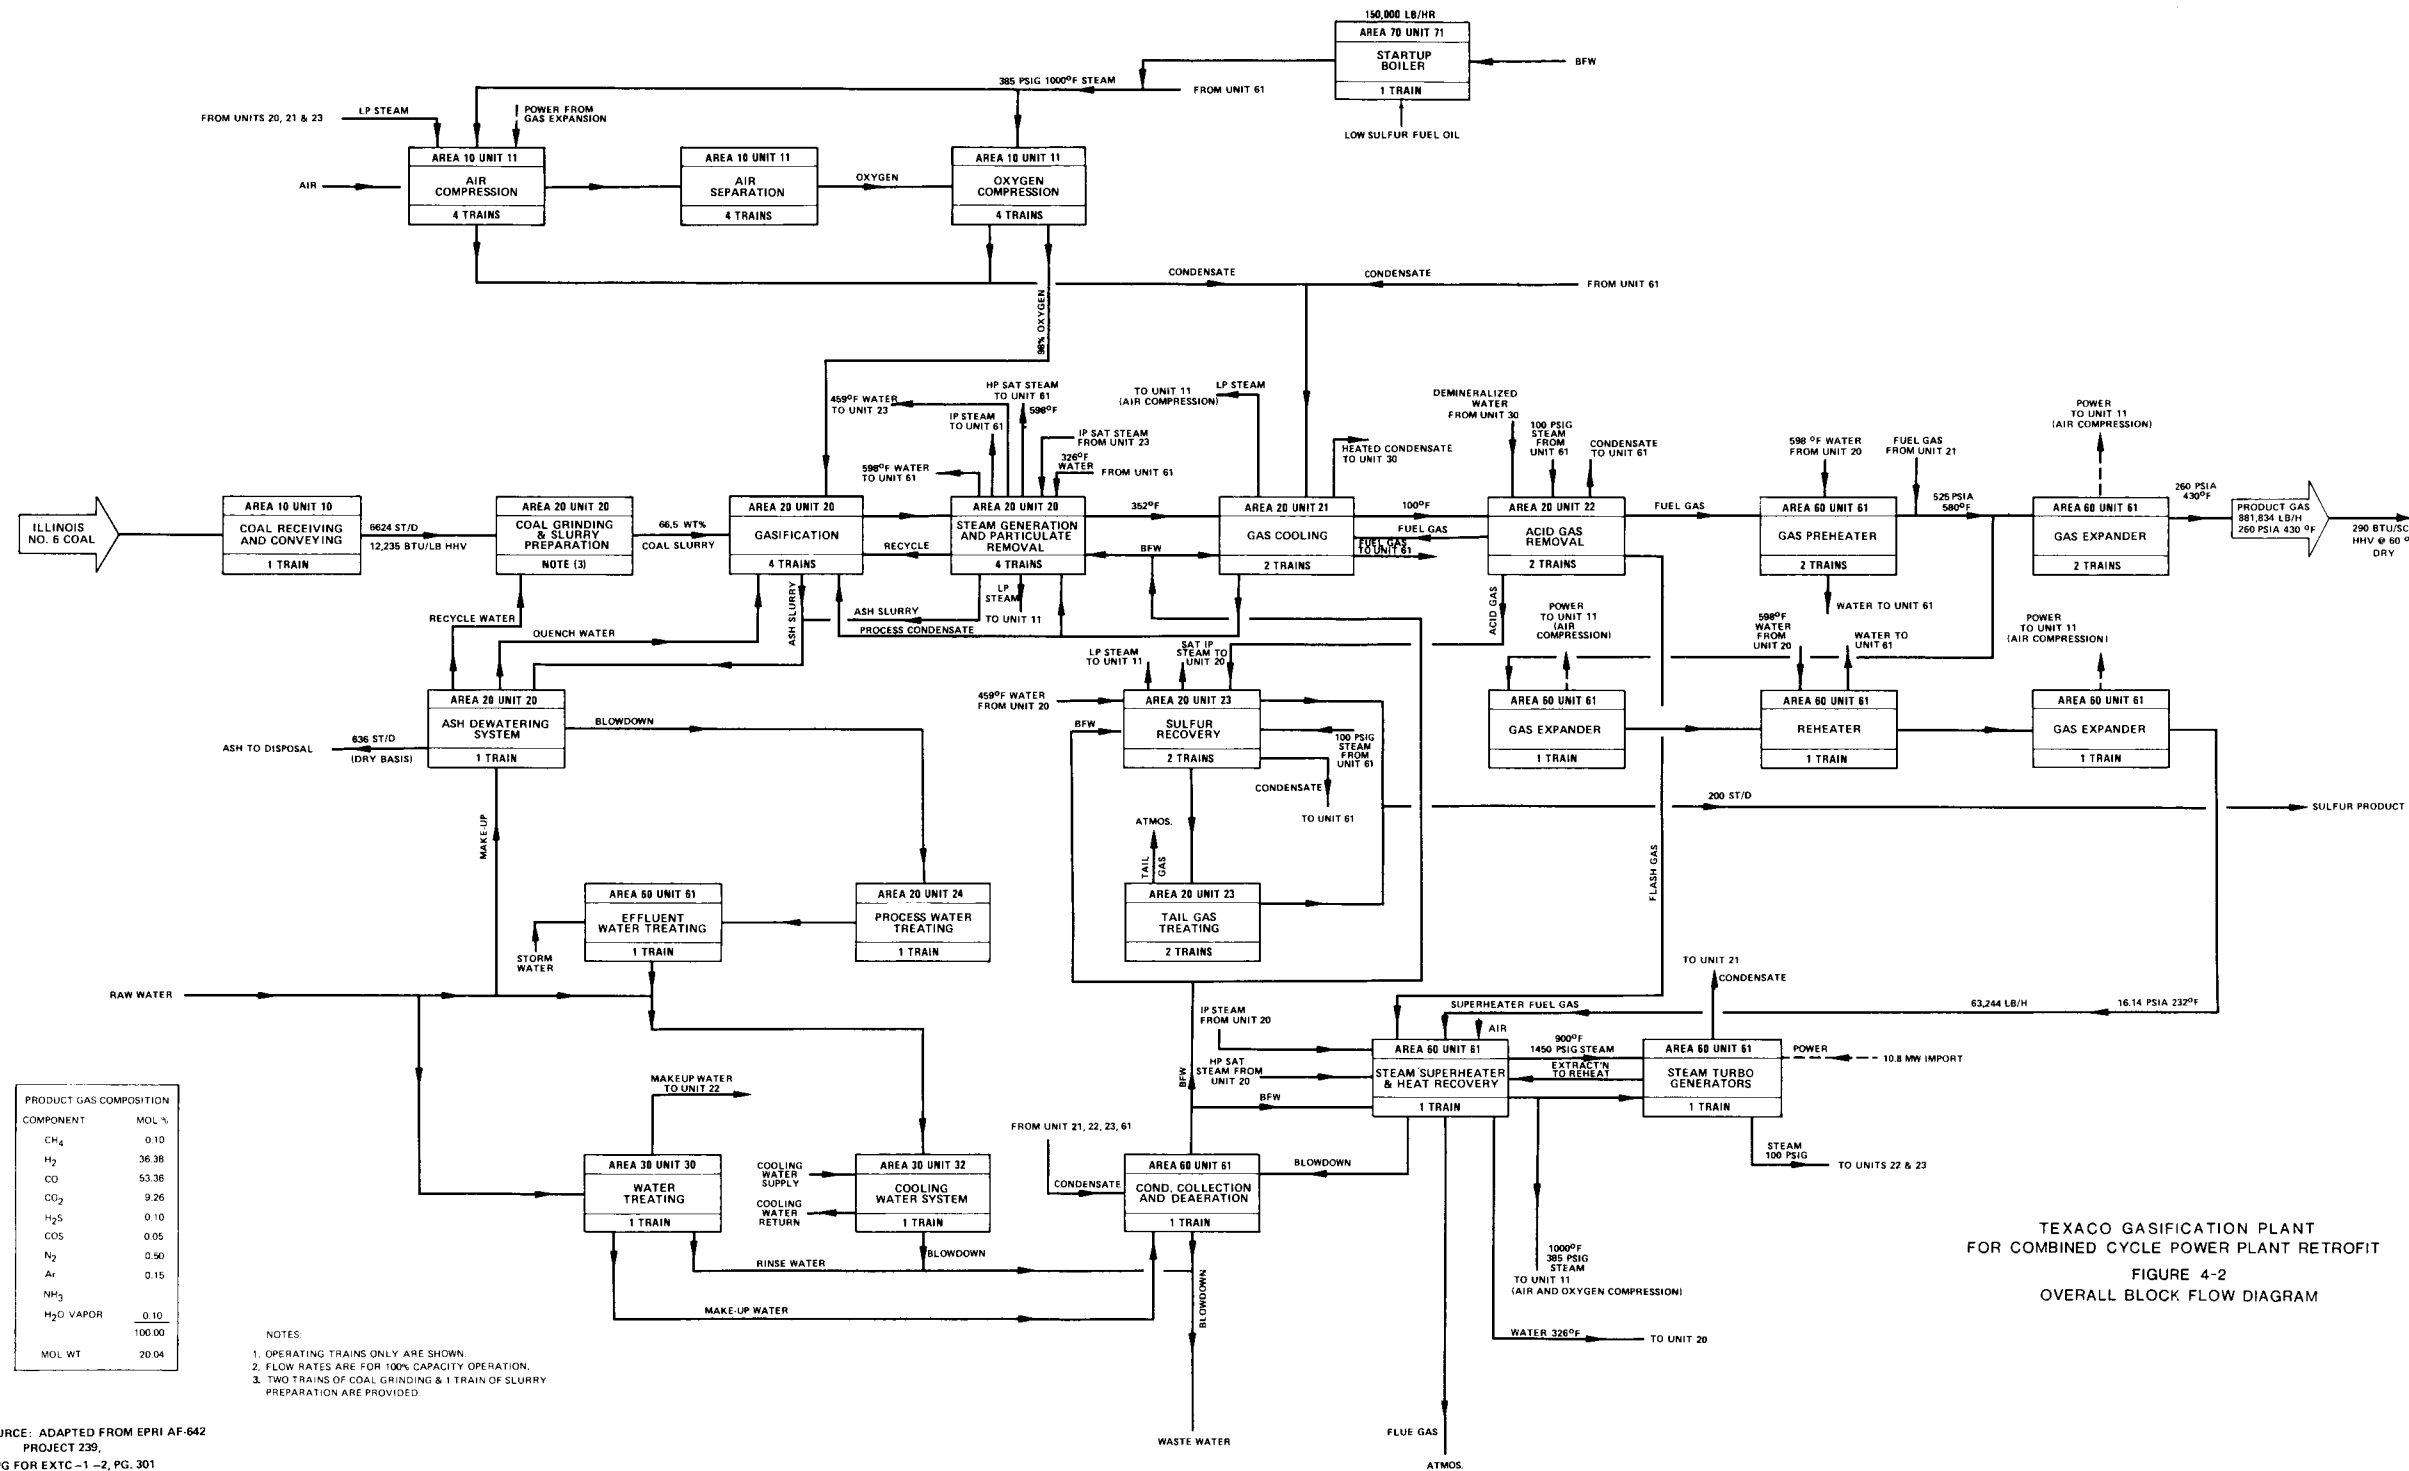 150,000 LB/HR
AREA 70 UNIT 71
STARTUP
BOILER
1 TRAIN
BFW
LOW SULFUR FUEL OIL
385 PSIG 1000°F STEAM
FROM UNIT 61
FROM UNITS 20, 21 & 23
LP STEAM
POWER FROM
GAS EXPANSION
AIR
AREA 10 UNIT 11
AIR
COMPRESSION
4 TRAINS
AREA 10 UNIT 11
AIR
SEPARATION
4 TRAINS
OXYGEN
AREA 10 UNIT 11
OXYGEN
COMPRESSION
4 TRAINS
CONDENSATE
CONDENSATE
FROM UNIT 61
98% OXYGEN
459°F WATER
TO UNIT 23
HP SAT STEAM
TO UNIT 61
598°F
IP STEAM
TO UNIT 61
IP SAT STEAM
FROM UNIT 23
598°F WATER
TO UNIT 61
326°F
WATER
FROM UNIT 61
TO UNIT 11
(AIR COMPRESSION)
LP STEAM
HEATED CONDENSATE
TO UNIT 30
DEMINERALIZED
WATER
FROM UNIT 30
100 PSIG
STEAM
FROM
UNIT 61
CONDENSATE
TO UNIT 61
598 °F WATER
FROM UNIT 20
FUEL GAS
FROM UNIT 21
POWER
TO UNIT 11
(AIR COMPRESSION)
ILLINOIS
NO. 6 COAL
AREA 10 UNIT 10
COAL RECEIVING
AND CONVEYING
1 TRAIN
6624 ST/D
12,235 BTU/LB HHV
AREA 20 UNIT 20
COAL GRINDING
& SLURRY
PREPARATION
NOTE (3)
66.5 WT%
COAL SLURRY
AREA 20 UNIT 20
GASIFICATION
4 TRAINS
RECYCLE
AREA 20 UNIT 20
STEAM GENERATION
AND PARTICULATE
REMOVAL
4 TRAINS
352°F
BFW
AREA 20 UNIT 21
GAS COOLING
2 TRAINS
100°F
FUEL GAS
FUEL GAS
TO UNIT 61
AREA 20 UNIT 22
ACID GAS
REMOVAL
2 TRAINS
FUEL GAS
AREA 60 UNIT 61
GAS PREHEATER
2 TRAINS
525 PSIA
580°F
AREA 60 UNIT 61
GAS EXPANDER
2 TRAINS
260 PSIA
430°F
PRODUCT GAS
881,834 LB/H
260 PSIA 430 °F
290 BTU/SC
HHV @ 60 °
DRY
RECYCLE WATER
QUENCH WATER
ASH SLURRY
ASH SLURRY
PROCESS CONDENSATE
LP
STEAM
TO UNIT 11
ACID GAS
WATER TO UNIT 61
POWER
TO UNIT 11
(AIR
COMPRESSION)
598°F
WATER
FROM
UNIT 20
WATER TO
UNIT 61
POWER
TO UNIT 11
(AIR COMPRESSION)
LP STEAM
TO UNIT 11
SAT IP
STEAM TO
UNIT 20
459°F WATER
FROM UNIT 20
BFW
AREA 20 UNIT 20
ASH DEWATERING
SYSTEM
1 TRAIN
BLOWDOWN
ASH TO DISPOSAL
636 ST/D
(DRY BASIS)
AREA 20 UNIT 23
SULFUR
RECOVERY
2 TRAINS
100 PSIG
STEAM
FROM
UNIT 61
CONDENSATE
TO UNIT 61
AREA 60 UNIT 61
GAS EXPANDER
1 TRAIN
AREA 60 UNIT 61
REHEATER
1 TRAIN
AREA 60 UNIT 61
GAS EXPANDER
1 TRAIN
200 ST/D
SULFUR PRODUCT
MAKE-UP
ATMOS.
TAIL
GAS
FLASH GAS
AREA 60 UNIT 61
EFFLUENT
WATER TREATING
1 TRAIN
AREA 20 UNIT 24
PROCESS WATER
TREATING
1 TRAIN
AREA 20 UNIT 23
TAIL GAS
TREATING
2 TRAINS
STORM
WATER
RAW WATER
TO UNIT 21
CONDENSATE
SUPERHEATER FUEL GAS
63,244 LB/H
16.14 PSIA 232°F
IP STEAM
FROM UNIT 20
AIR
HP SAT
STEAM FROM
UNIT 20
BFW
BFW
AREA 60 UNIT 61
STEAM SUPERHEATER
& HEAT RECOVERY
1 TRAIN
900°F
1450 PSIG STEAM
EXTRACT'N
TO REHEAT
AREA 60 UNIT 61
STEAM TURBO
GENERATORS
1 TRAIN
POWER
10.8 MW IMPORT
STEAM
100 PSIG
TO UNITS 22 & 23
MAKEUP WATER
TO UNIT 22
FROM UNIT 21, 22, 23, 61
CONDENSATE
BLOWDOWN
AREA 30 UNIT 30
WATER
TREATING
1 TRAIN
COOLING
WATER
SUPPLY
COOLING
WATER
RETURN
AREA 30 UNIT 32
COOLING
WATER SYSTEM
1 TRAIN
AREA 60 UNIT 61
COND. COLLECTION
AND DEAERATION
1 TRAIN
BLOWDOWN
RINSE WATER
MAKE-UP WATER
BLOWDOWN
WASTE WATER
1000°F
385 PSIG
STEAM
TO UNIT 11
(AIR AND OXYGEN COMPRESSION)
WATER 326°F
TO UNIT 20
FLUE GAS
ATMOS.
PRODUCT GAS COMPOSITION
COMPONENT MOL %
CH4 0.10
H2 36.38
CO 53.36
CO2 9.26
H2S 0.10
COS 0.05
N2 0.50
Ar 0.15
NH3
H2O VAPOR 0.10
100.00
MOL WT 20.04
NOTES:
1. OPERATING TRAINS ONLY ARE SHOWN.
2. FLOW RATES ARE FOR 100% CAPACITY OPERATION.
3. TWO TRAINS OF COAL GRINDING & 1 TRAIN OF SLURRY
PREPARATION ARE PROVIDED.
TEXACO GASIFICATION PLANT
FOR COMBINED CYCLE POWER PLANT RETROFIT
FIGURE 4-2
OVERALL BLOCK FLOW DIAGRAM
URCE: ADAPTED FROM EPRI AF-642
PROJECT 239,
G FOR EXTC-1-2, PG. 301